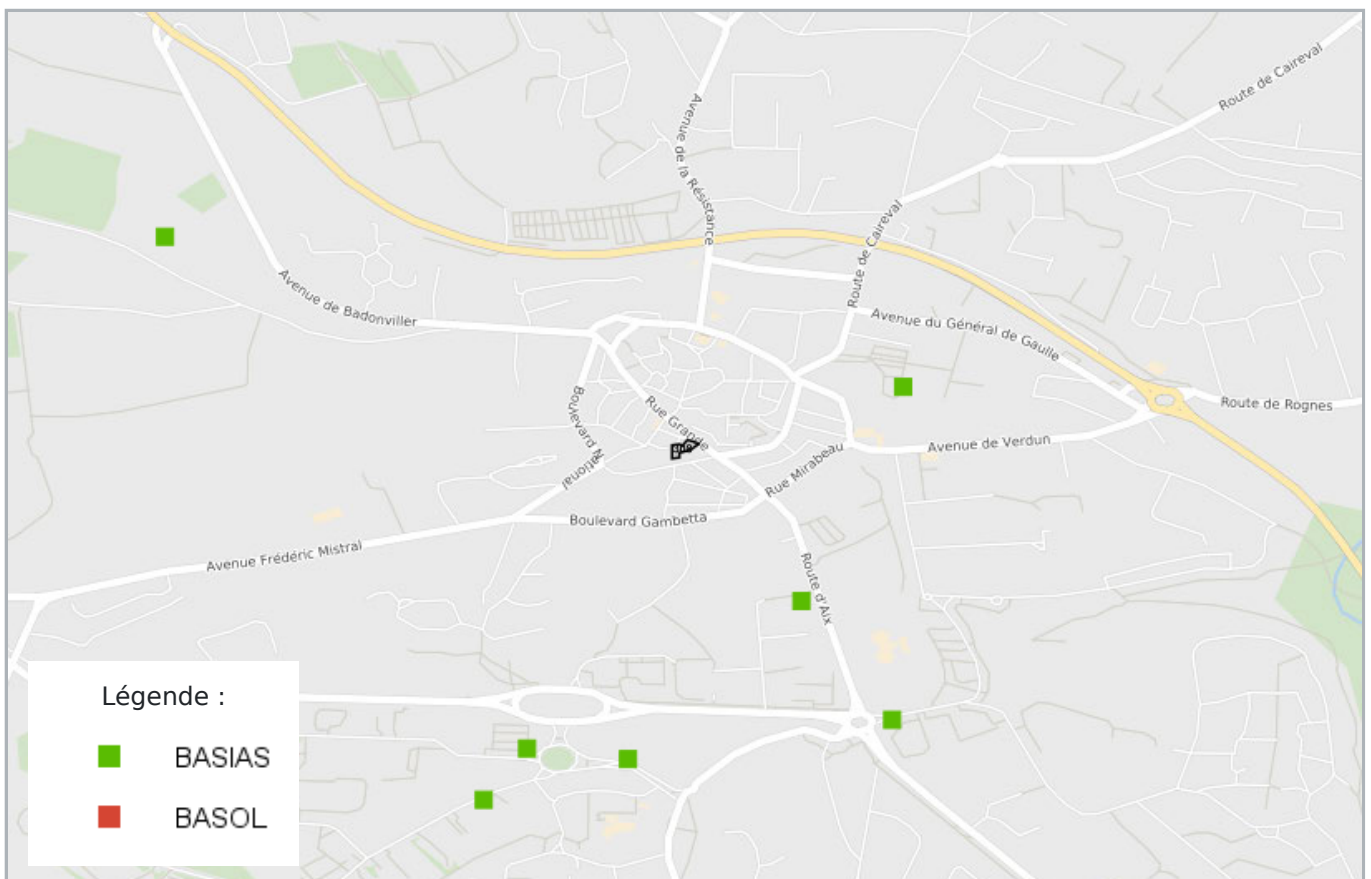 Route de Caireval
Avenue de la Résistance
Route de Caireval
Avenue de Badonviller
Avenue du Général de Gaulle
Route de Rognes
Boulevard National
Rue Grande
Avenue de Verdun
Rue Mirabeau
Boulevard Gambetta
Avenue Frédéric Mistral
Route d'Aix
Légende :
BASIAS
BASOL